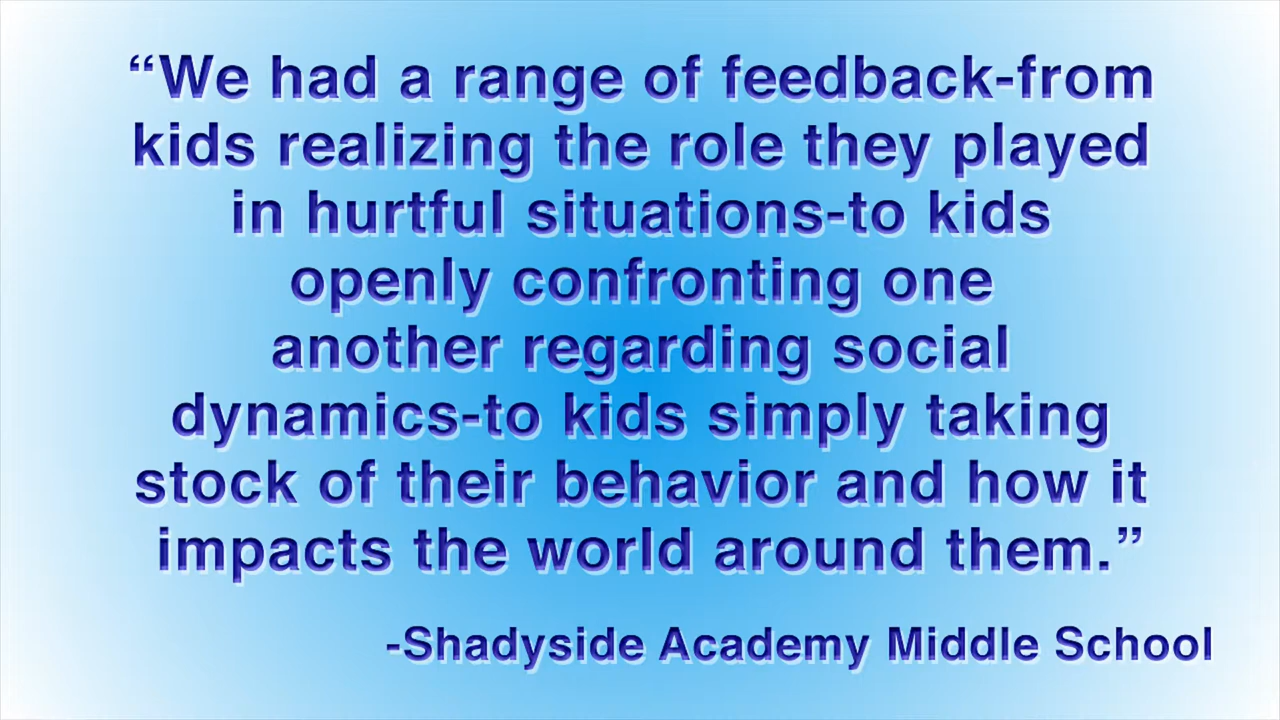 “We had a range of feedback-from
kids realizing the role they played
in hurtful situations-to kids
openly confronting one
another regarding social
dynamics-to kids simply taking
stock of their behavior and how it
impacts the world around them.”
-Shadyside Academy Middle School